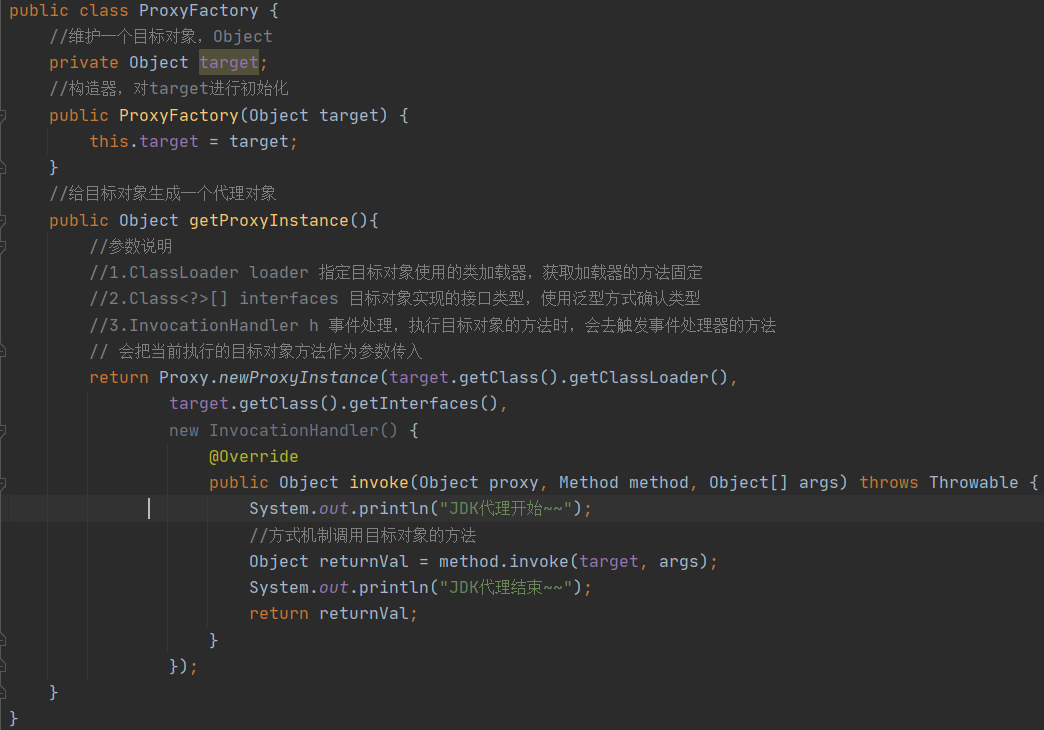 public class ProxyFactory {
//维护一个目标对象，Object
private Object target;
//构造器，对target进行初始化
public ProxyFactory(Object target) {
this.target = target;
}
//给目标对象生成一个代理对象
public Object getProxyInstance(){
//参数说明
//1.ClassLoader loader 指定目标对象使用的类加载器，获取加载器的方法固定
//2.Class<?>[] interfaces 目标对象实现的接口类型，使用泛型方式确认类型
//3.InvocationHandler h 事件处理，执行目标对象的方法时，会去触发事件处理器的方法
// 会把当前执行的目标对象方法作为参数传入
return Proxy.newProxyInstance(target.getClass().getClassLoader(),
target.getClass().getInterfaces(),
new InvocationHandler() {
@Override
public Object invoke(Object proxy, Method method, Object[] args) throws Throwable {
System.out.println("JDK代理开始~~");
//方式机制调用目标对象的方法
Object returnVal = method.invoke(target, args);
System.out.println("JDK代理结束~~");
return returnVal;
}
});
}
}